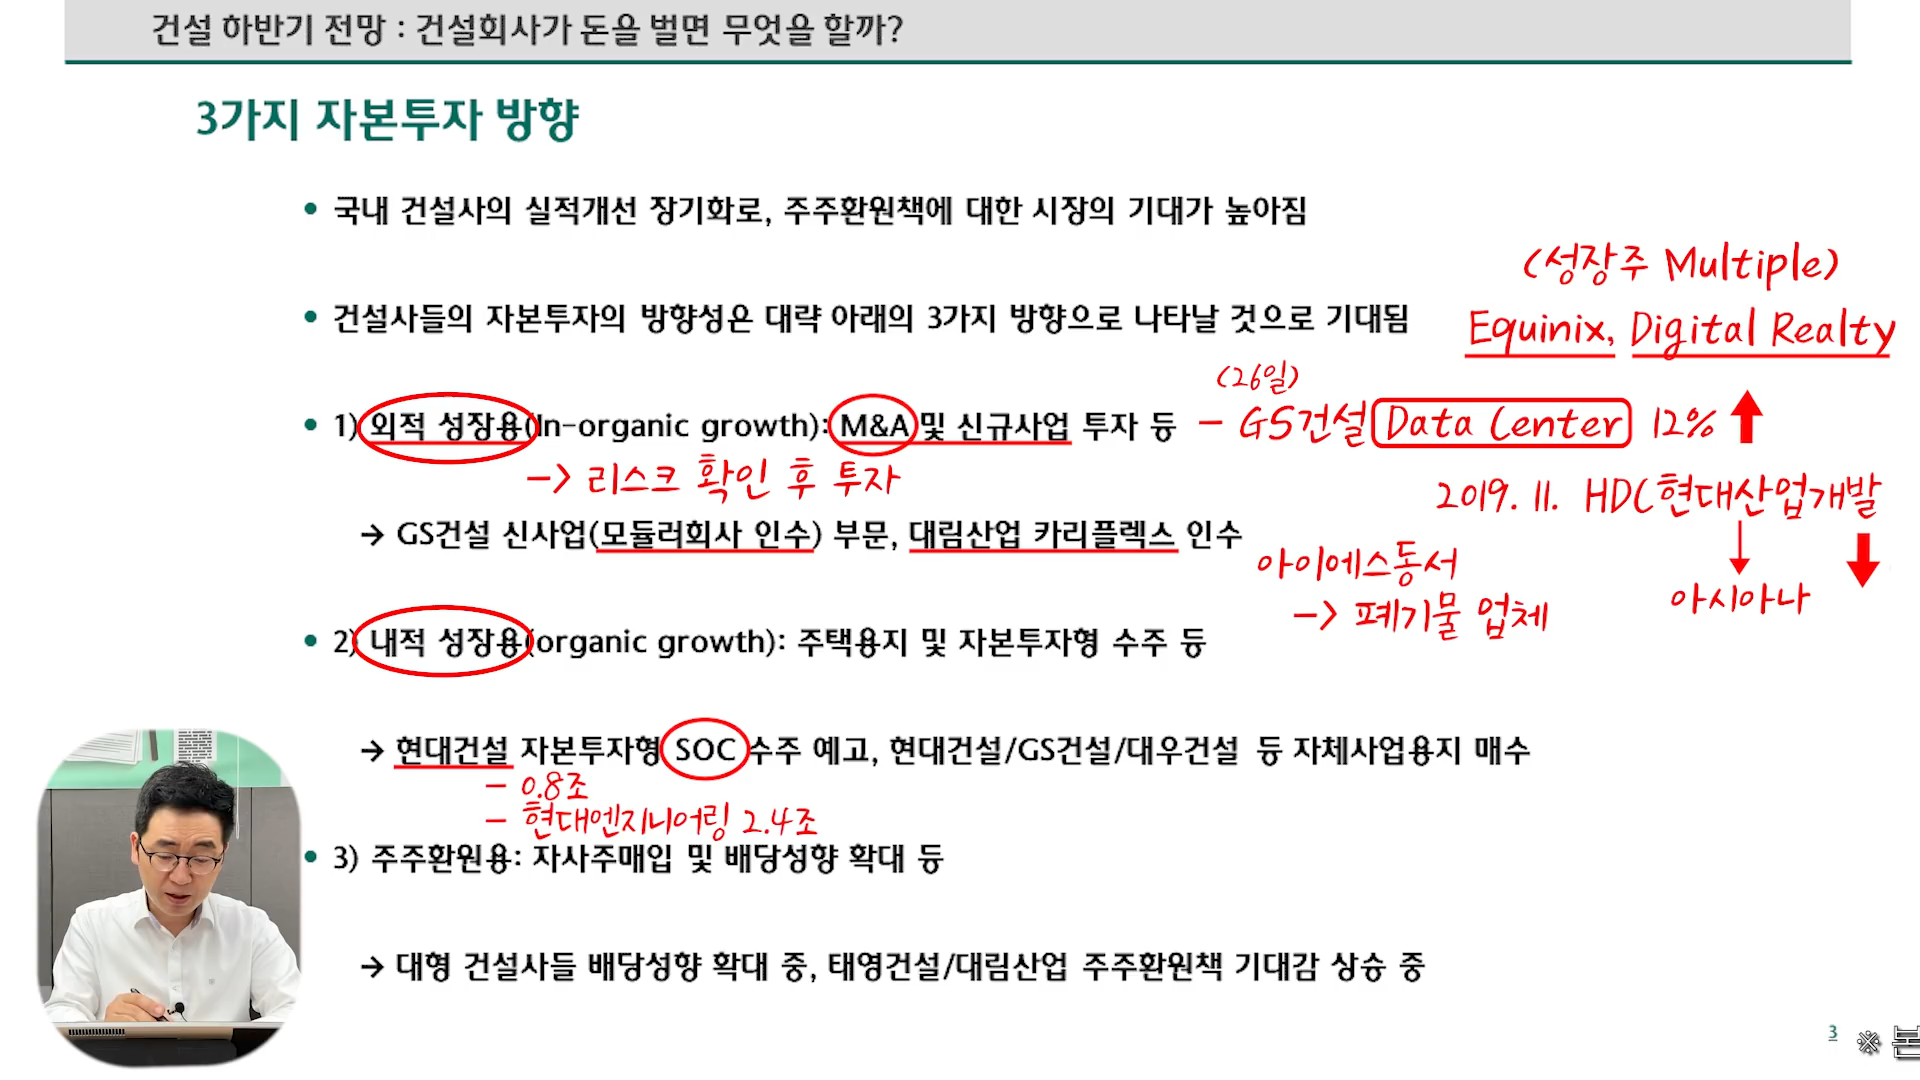 건설 하반기 전망 : 건설회사가 돈을 벌면 무엇을 할까?
3가지 자본투자 방향
• 국내 건설사의 실적개선 장기화로, 주주환원책에 대한 시장의 기대가 높아짐
(성장주 Multiple)
• 건설사들의 자본투자의 방향성은 대략 아래의 3가지 방향으로 나타날 것으로 기대됨
Equinix, Digital Realty
(26일)
• 1) 외적 성장용(In-organic growth): M&A 및 신규사업 투자 등
- GS건설 Data Center 12%
-> 리스크 확인 후 투자
2019. 11. HDC현대산업개발
아시아나
→ GS건설 신사업(모듈러회사 인수) 부문, 대림산업 카리플렉스 인수
아이에스동서
-> 폐기물 업체
• 2) 내적 성장용(organic growth): 주택용지 및 자본투자형 수주 등
→ 현대건설 자본투자형 SOC 수주 예고, 현대건설/GS건설/대우건설 등 자체사업용지 매수
- 0.8조
- 현대엔지니어링 2.4조
• 3) 주주환원용: 자사주매입 및 배당성향 확대 등
→ 대형 건설사들 배당성향 확대 중, 태영건설/대림산업 주주환원책 기대감 상승 중
3
※ 본